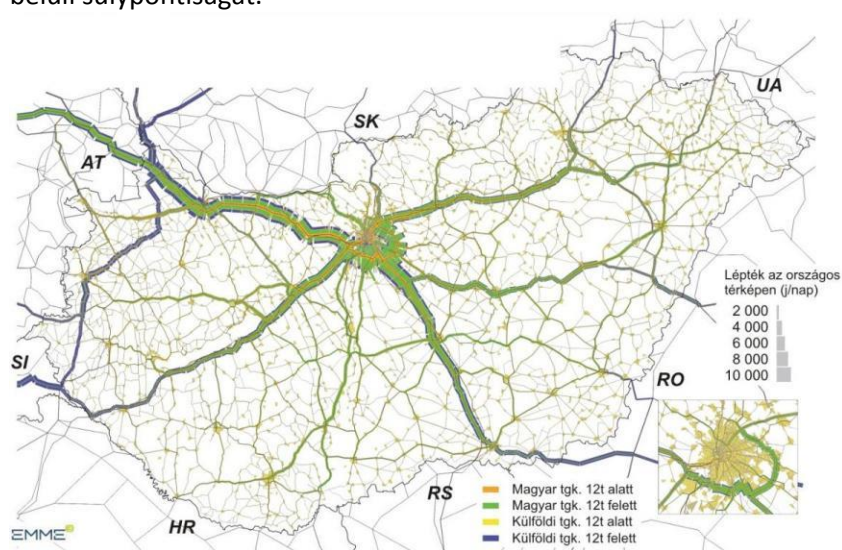 belüli súlypontiságát.
UA
SK
AT
Lépték az országos
térképen (j/nap)
2 000
4 000
6 000
8 000
10 000
SI
RO
RS
HR
Magyar tgk. 12t alatt
Magyar tgk. 12t felett
Külföldi tgk. 12t alatt
Külföldi tgk. 12t felett
EMME